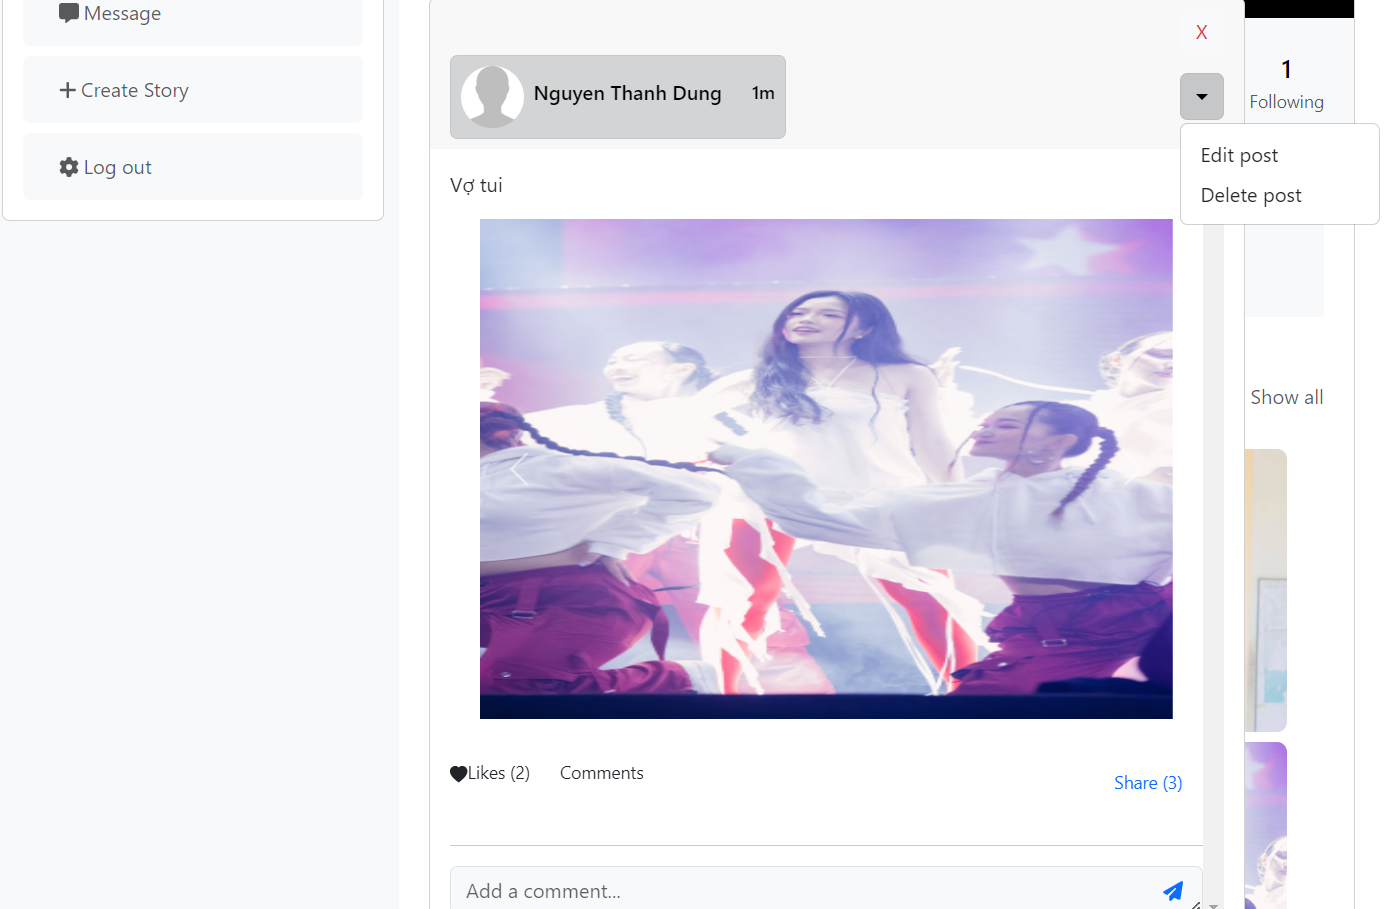 Message
Create Story
Log out
X
Nguyen Thanh Dung 1m
Vợ tui
Likes (2) Comments
Share (3)
Add a comment...
1
Following
Edit post
Delete post
Show all